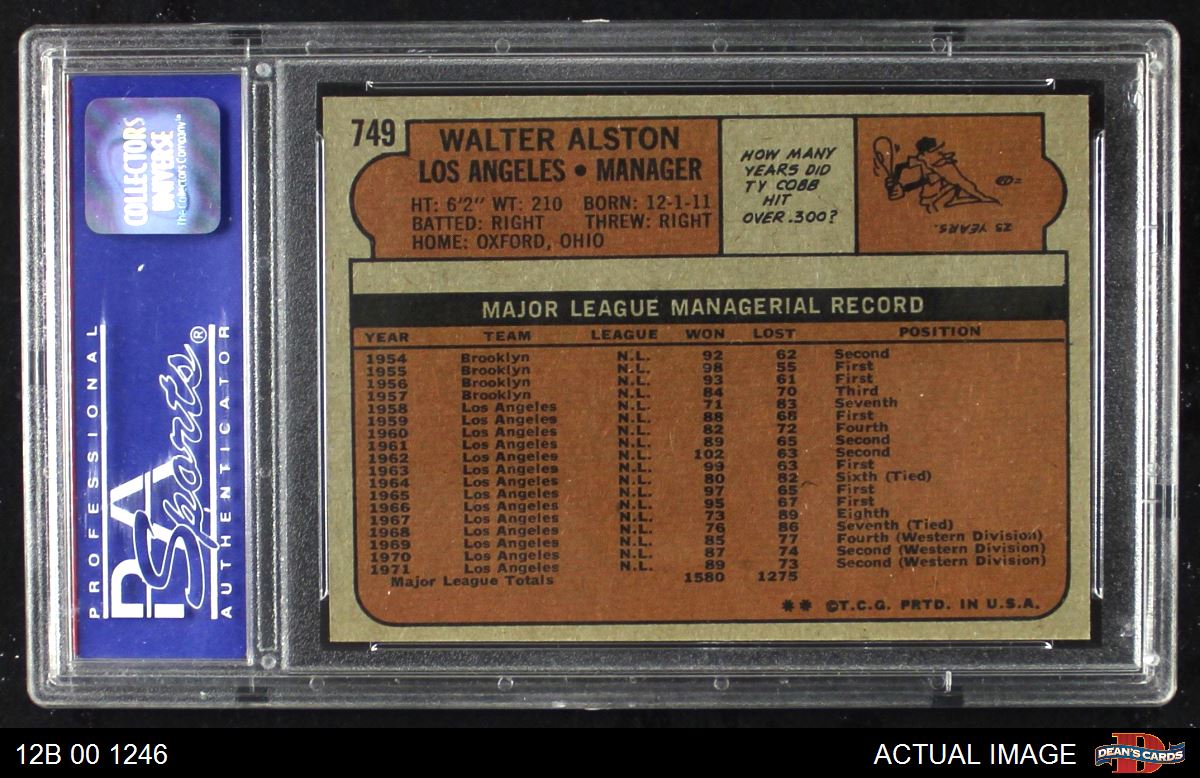 COLLECTORS
UNIVERSE
The Collectors Company™
PROFESSIONAL
PSA
Sports®
AUTHENTICATOR
749
WALTER ALSTON
LOS ANGELES • MANAGER
HT: 6'2" WT: 210 BORN: 12-1-11
BATTED: RIGHT THREW: RIGHT
HOME: OXFORD, OHIO
HOW MANY
YEARS DID
TY COBB
HIT
OVER .300?
23 YEARS.
MAJOR LEAGUE MANAGERIAL RECORD
YEAR TEAM LEAGUE WON LOST POSITION
1954 Brooklyn N.L. 92 62 Second
1955 Brooklyn N.L. 98 55 First
1956 Brooklyn N.L. 93 61 First
1957 Brooklyn N.L. 84 70 Third
1958 Los Angeles N.L. 71 83 Seventh
1959 Los Angeles N.L. 88 68 First
1960 Los Angeles N.L. 82 72 Fourth
1961 Los Angeles N.L. 89 65 Second
1962 Los Angeles N.L. 102 63 Second
1963 Los Angeles N.L. 99 63 First
1964 Los Angeles N.L. 80 82 Sixth (Tied)
1965 Los Angeles N.L. 97 65 First
1966 Los Angeles N.L. 95 67 First
1967 Los Angeles N.L. 73 89 Eighth
1968 Los Angeles N.L. 76 86 Seventh (Tied)
1969 Los Angeles N.L. 85 77 Fourth (Western Division)
1970 Los Angeles N.L. 87 74 Second (Western Division)
1971 Los Angeles N.L. 89 73 Second (Western Division)
Major League Totals 1580 1275
** ©T.C.G. PRTD. IN U.S.A.
12B 00 1246
ACTUAL IMAGE
DEAN'S CARDS